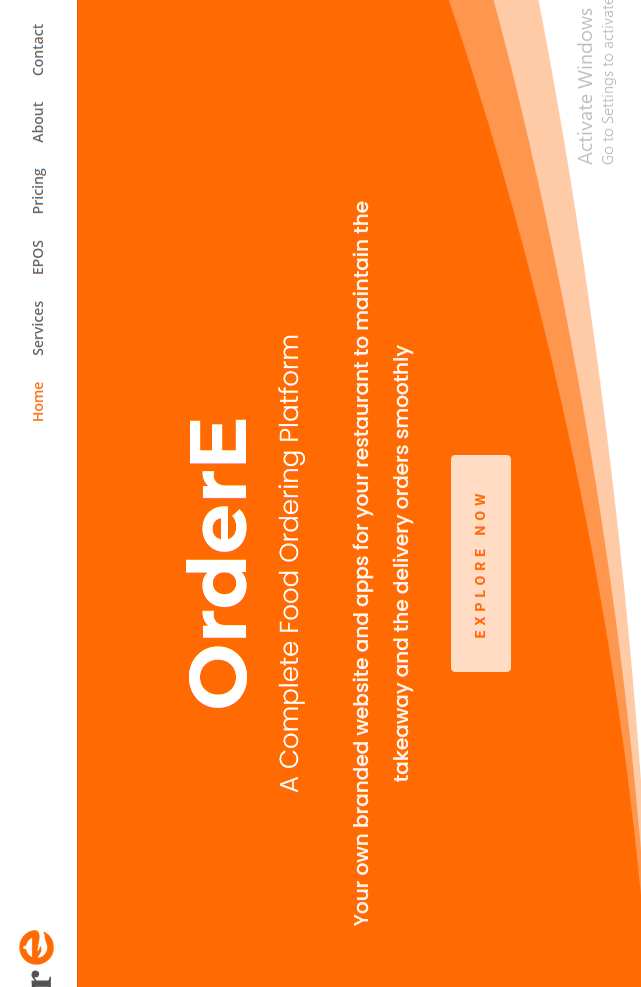 re
Home Services EPOS Pricing About Contact
OrderE
A Complete Food Ordering Platform
Your own branded website and apps for your restaurant to maintain the
takeaway and the delivery orders smoothly
EXPLORE NOW
Activate Windows
Go to Settings to activate